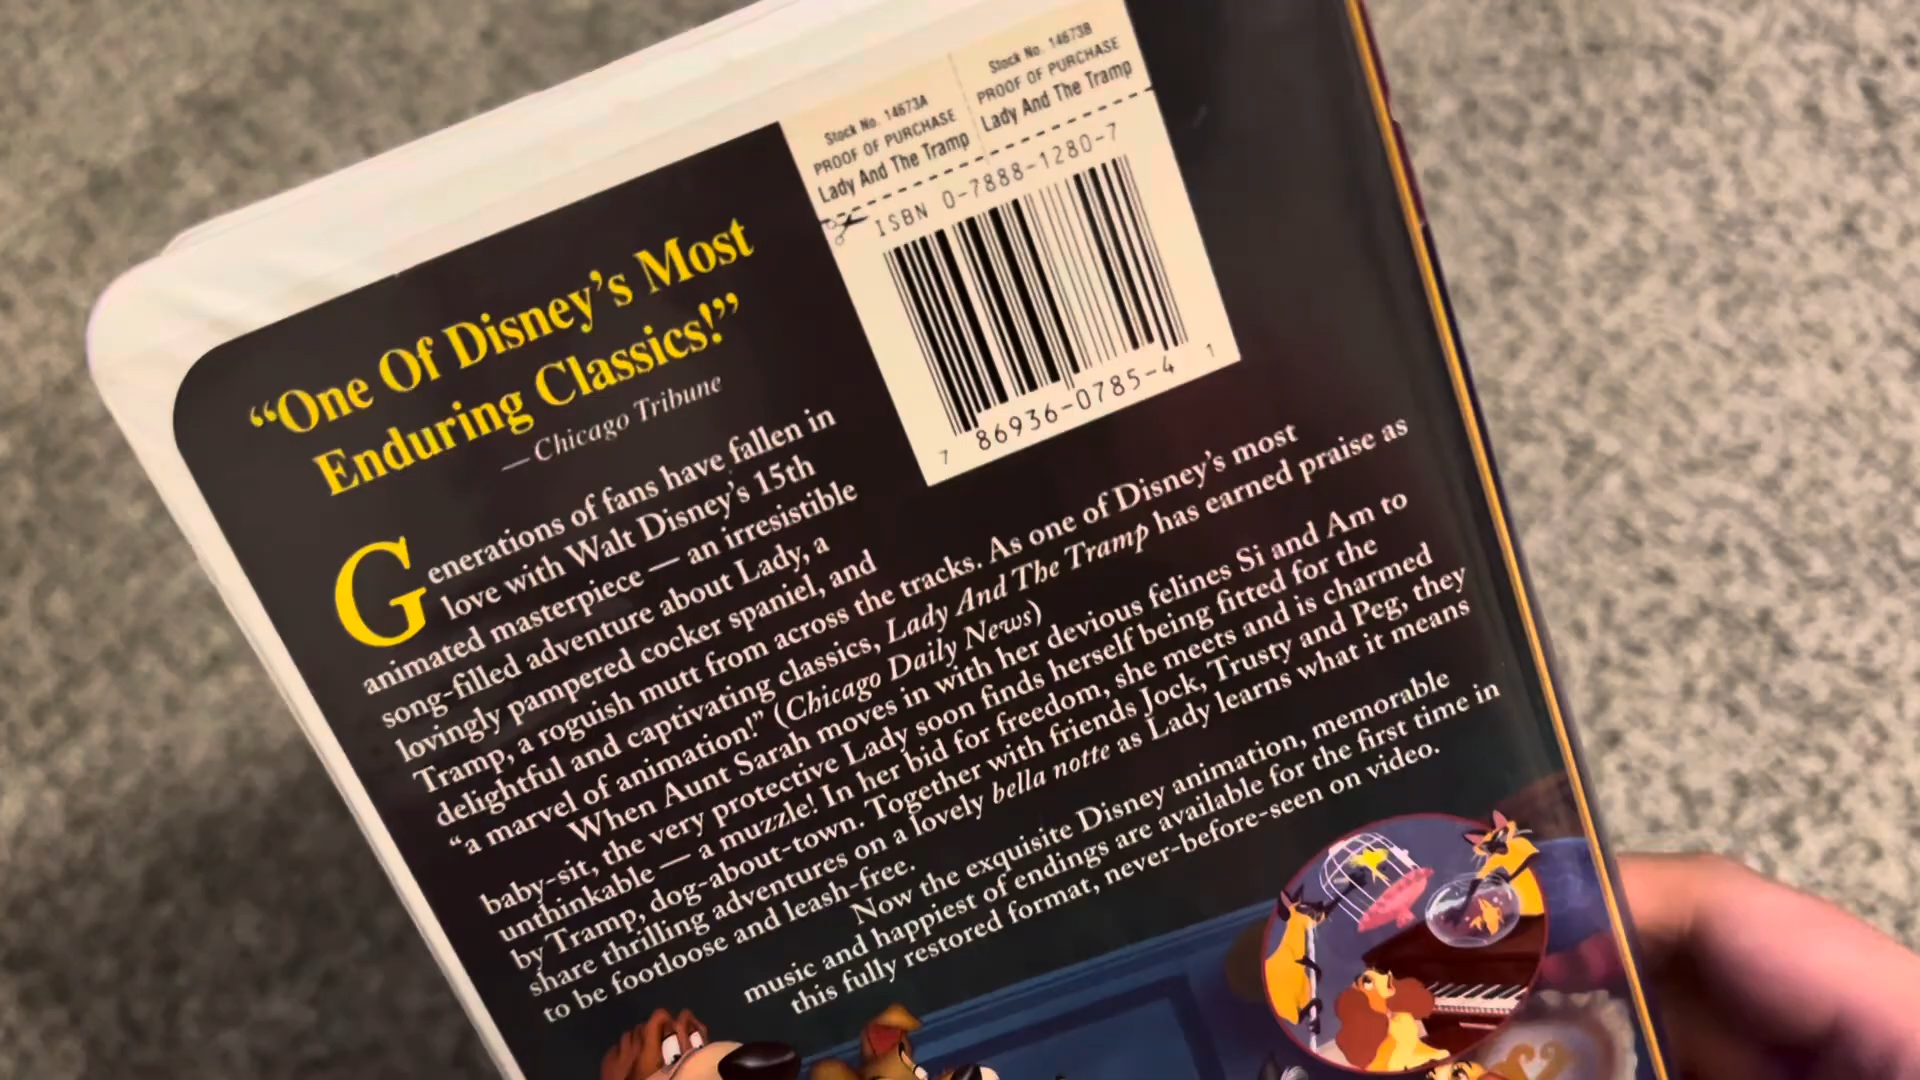 Stock No. 14673A
PROOF OF PURCHASE
Lady And The Tramp
Stock No. 14673B
PROOF OF PURCHASE
Lady And The Tramp
ISBN 0-7888-1280-7
7 86936-0785-4 1
“One Of Disney’s Most
Enduring Classics!”
— Chicago Tribune
Generations of fans have fallen in
love with Walt Disney’s 15th
animated masterpiece — an irresistible
song-filled adventure about Lady, a
lovingly pampered cocker spaniel, and
Tramp, a roguish mutt from across the tracks. As one of Disney’s most
delightful and captivating classics, Lady And The Tramp has earned praise as
“a marvel of animation!” (Chicago Daily News)
When Aunt Sarah moves in with her devious felines Si and Am to
baby-sit, the very protective Lady soon finds herself being fitted for the
unthinkable — a muzzle! In her bid for freedom, she meets and is charmed
by Tramp, dog-about-town. Together with friends Jock, Trusty and Peg, they
share thrilling adventures on a lovely bella notte as Lady learns what it means
to be footloose and leash-free.
Now the exquisite Disney animation, memorable
music and happiest of endings are available for the first time in
this fully restored format, never-before-seen on video.